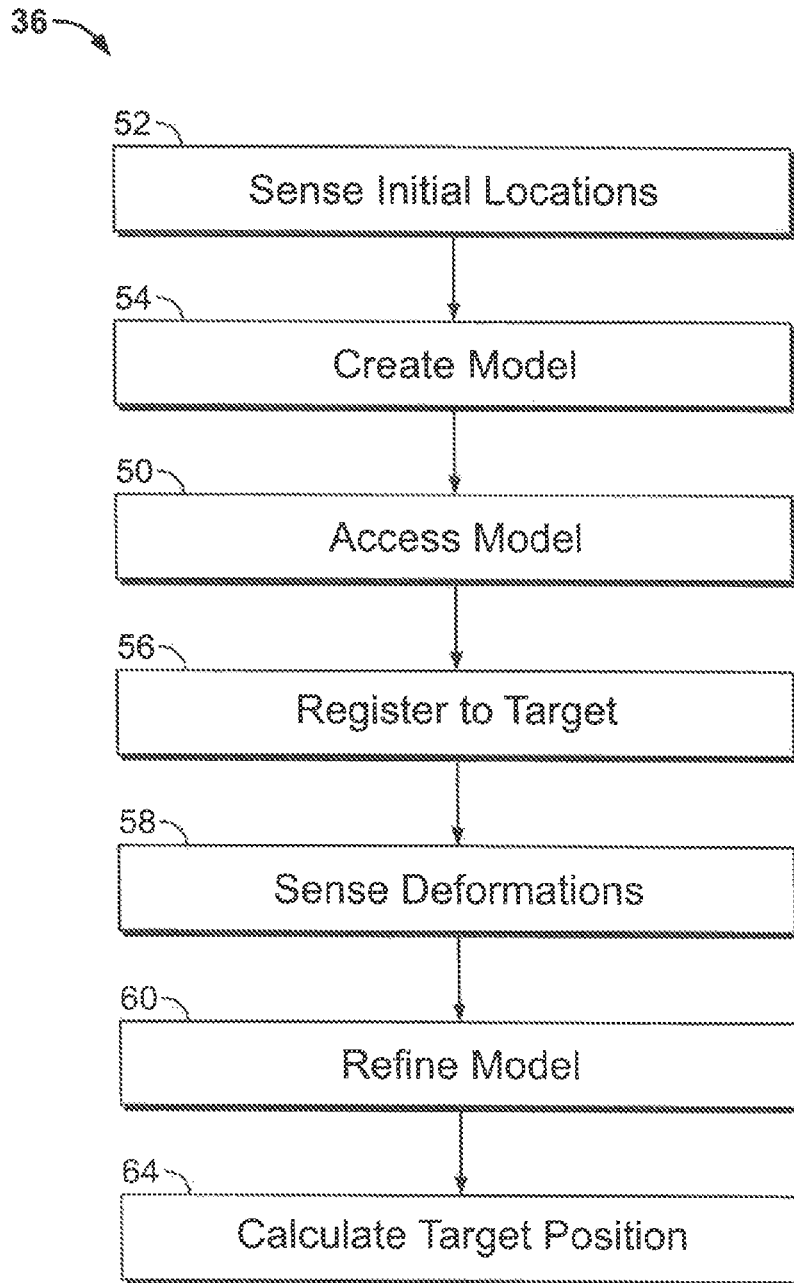 36
52
Sense Initial Locations
54
Create Model
50
Access Model
56
Register to Target
58
Sense Deformations
60
Refine Model
64
Calculate Target Position